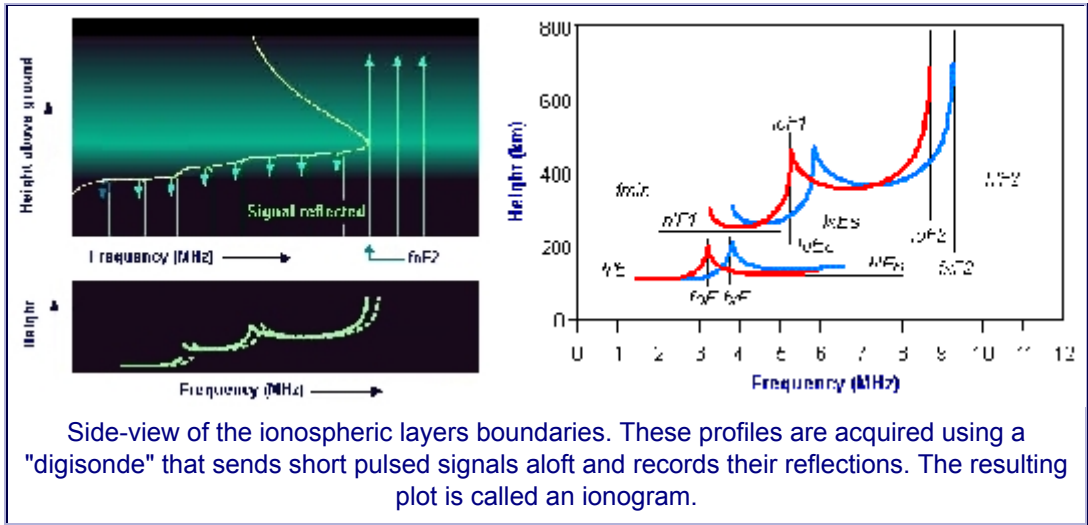 Height above ground
Signal reflected
Frequency (MHz)
foF2
Height
Frequency (MHz)
Height (km)
800
600
400
200
0
0 1 2 3 4 5 6 7 8 9 10 11 12
Frequency (MHz)
foF1
fmin
h'F1
h'E
foE
fxE
foF2
fxF2
h'F2
Side-view of the ionospheric layers boundaries. These profiles are acquired using a
"digisonde" that sends short pulsed signals aloft and records their reflections. The resulting
plot is called an ionogram.